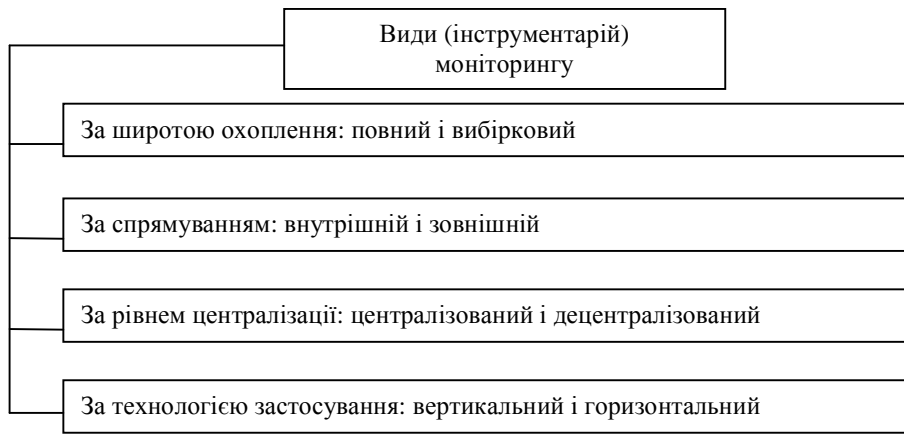 Види (інструментарій)
моніторингу
За широтою охоплення: повний і вибірковий
За спрямуванням: внутрішній і зовнішній
За рівнем централізації: централізований і децентралізований
За технологією застосування: вертикальний і горизонтальний